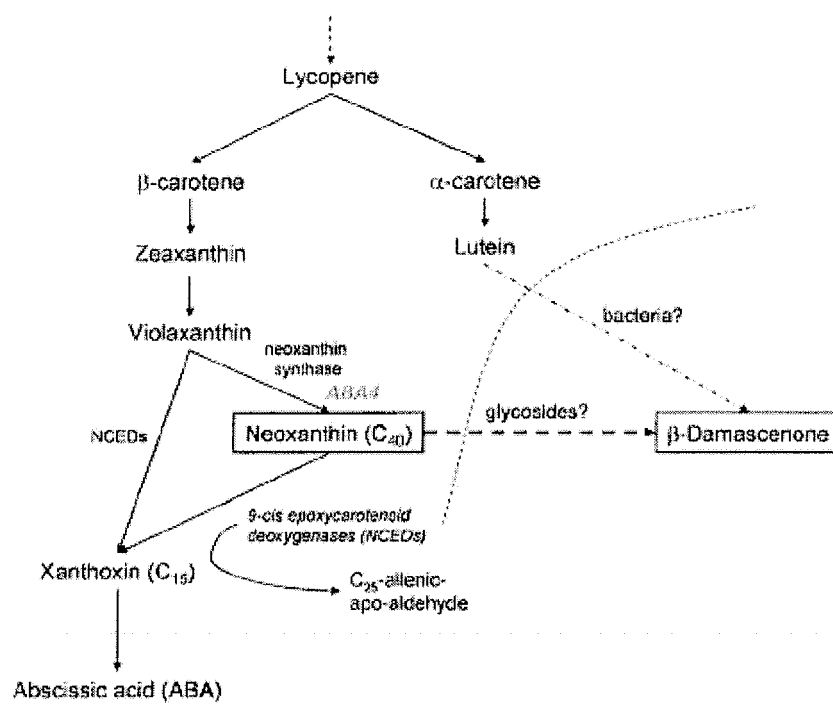 Lycopene
β-carotene
α-carotene
Zeaxanthin
Lutein
Violaxanthin
bacteria?
neoxanthin
synthase
ABA4
NCEDs
Neoxanthin (C40)
glycosides?
β-Damascenone
9-cis epoxycarotenoid
deoxygenases (NCEDs)
Xanthoxin (C15)
C25-allenic-
apo-aldehyde
Abscissic acid (ABA)